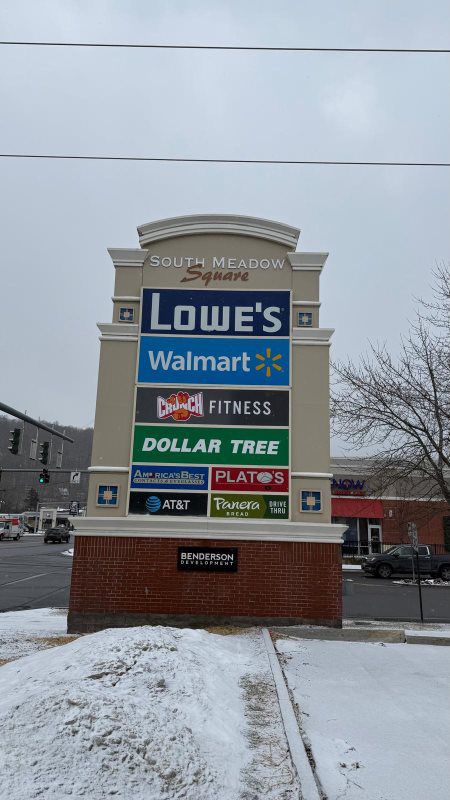 SOUTH MEADOW
Square
LOWE'S
Walmart
CRUNCH FITNESS
DOLLAR TREE
AMERICA'S BEST
CONTACTS & EYEGLASSES
PLATO'S
AT&T
Panera
BREAD
DRIVE
THRU
BENDERSON
DEVELOPMENT
NOW